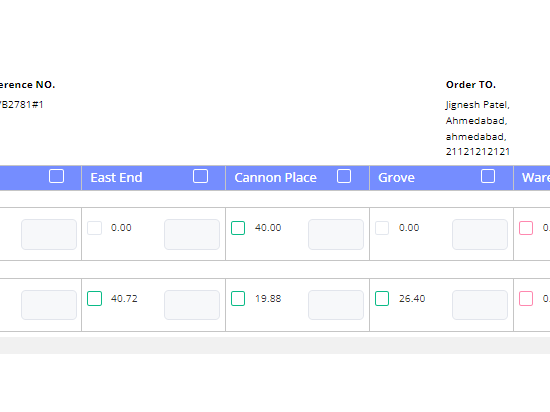 erence NO.
Order TO.
/B2781#1
Jignesh Patel,
Ahmedabad,
ahmedabad,
21121212121
East End
Cannon Place
Grove
Ware
0.00
40.00
0.00
0.
40.72
19.88
26.40
0.